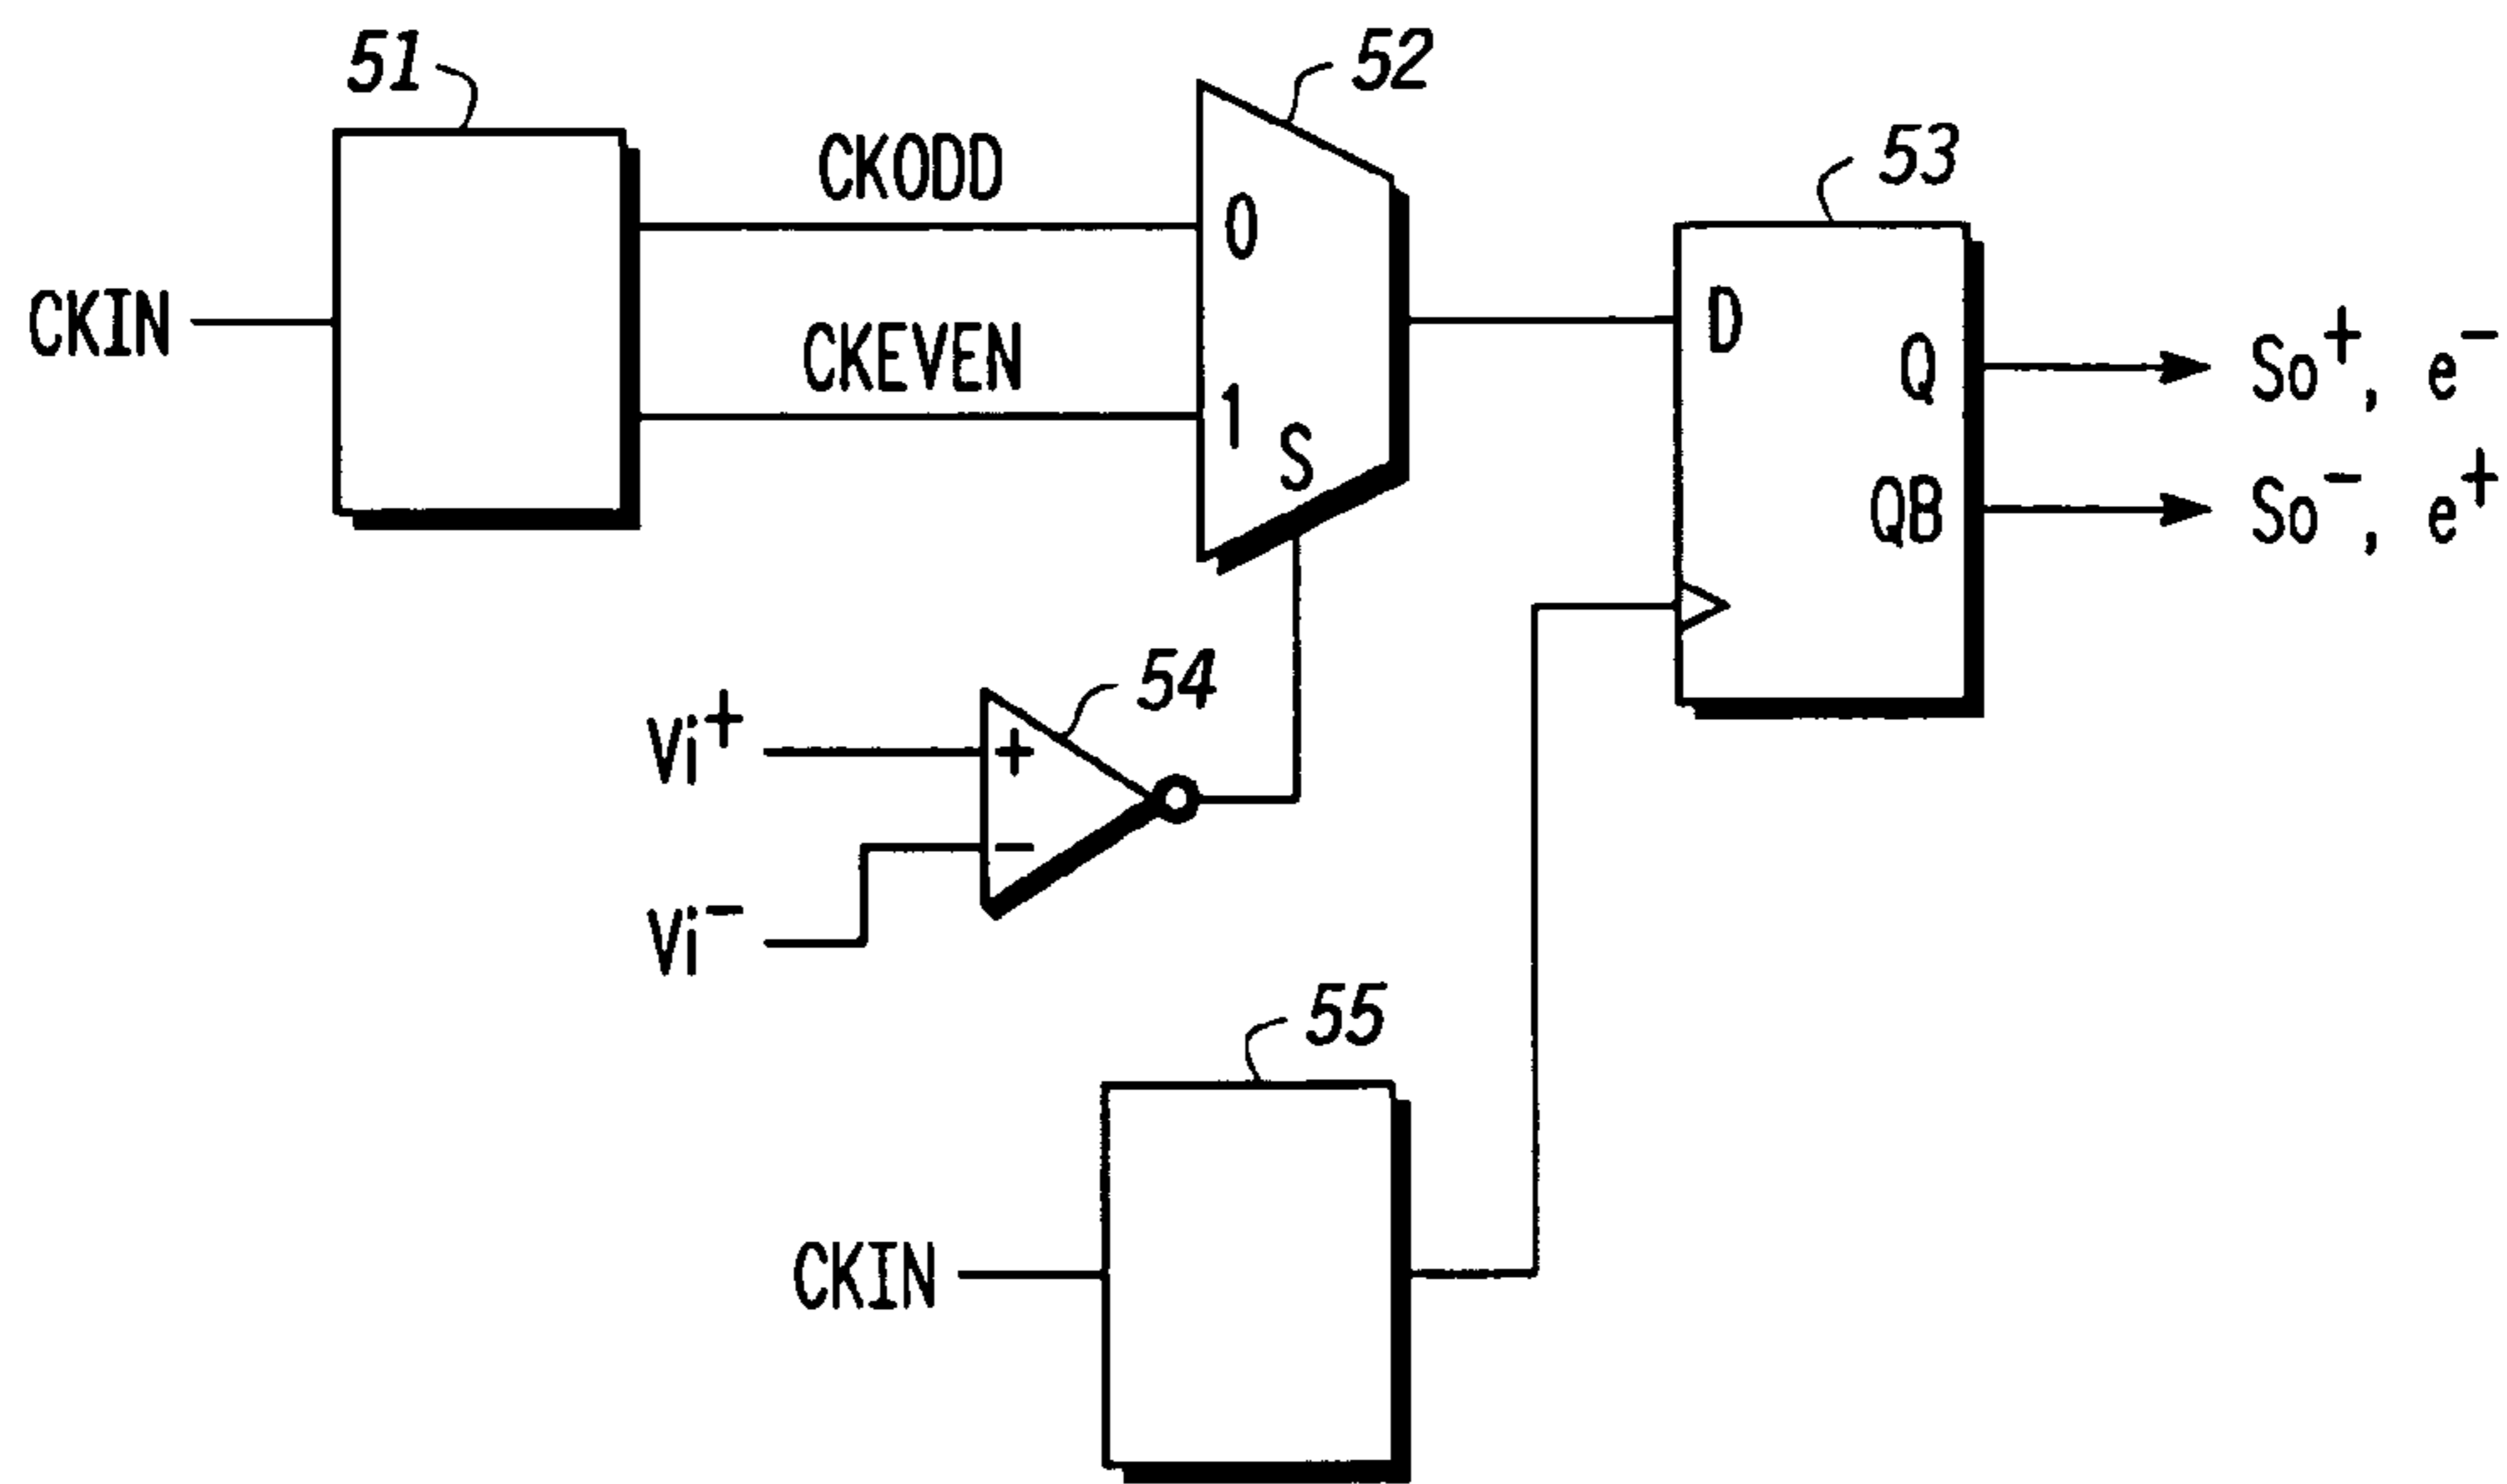 51
52
53
CKODD
CKIN
CKEVEN
0
1
S
D
Q
QB
So+, e-
So-, e+
54
Vi+
+
Vi-
-
55
CKIN